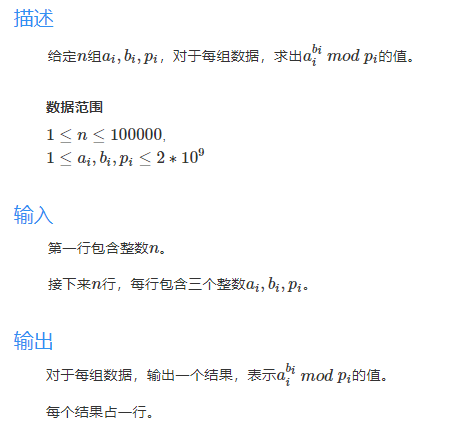 描述
给定$n$组$a_i, b_i, p_i$，对于每组数据，求出$a_i^{b_i} \ mod \ p_i$的值。
数据范围
$1 \le n \le 100000$,
$1 \le a_i, b_i, p_i \le 2 * 10^9$
输入
第一行包含整数$n$。
接下来$n$行，每行包含三个整数$a_i, b_i, p_i$。
输出
对于每组数据，输出一个结果，表示$a_i^{b_i} \ mod \ p_i$的值。
每个结果占一行。